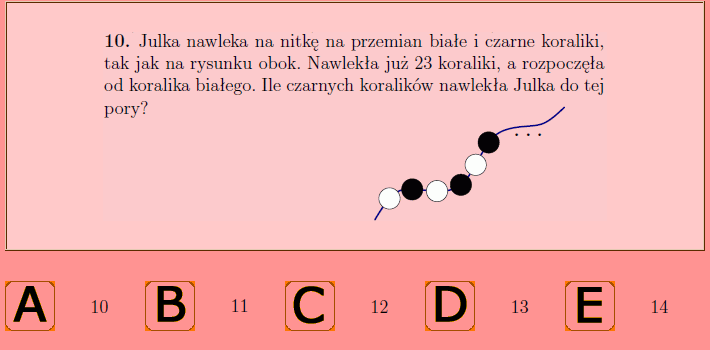 10. Julka nawleka na nitkę na przemian białe i czarne koraliki,
tak jak na rysunku obok. Nawlekła już 23 koraliki, a rozpoczęła
od koralika białego. Ile czarnych koralików nawlekła Julka do tej
pory?
...
A 10 B 11 C 12 D 13 E 14